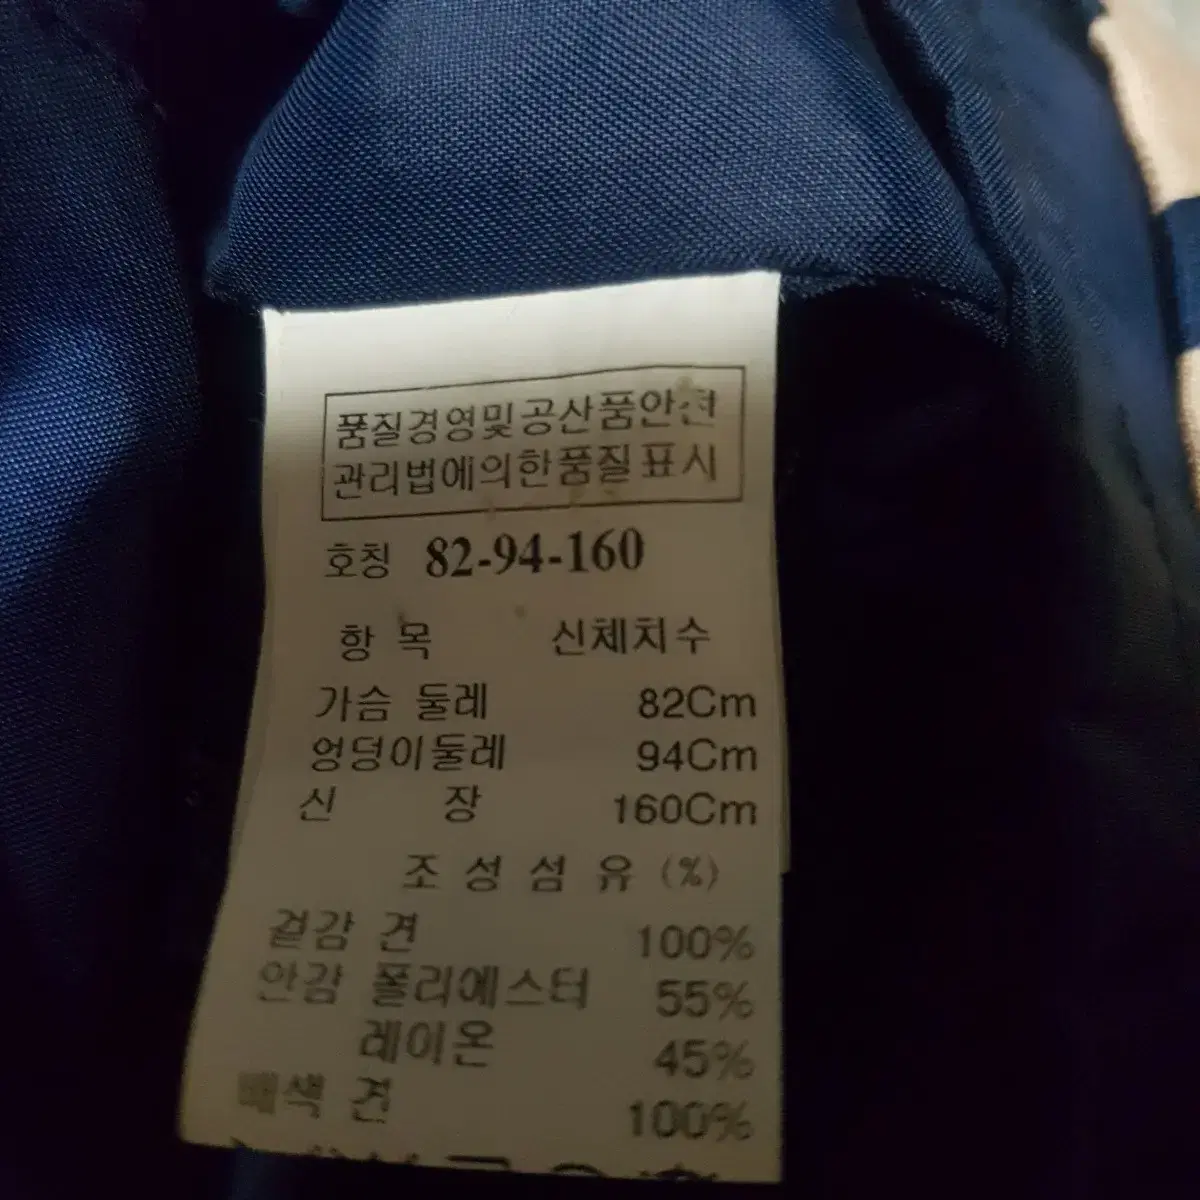 품질경영및공산품안전
관리법에의한품질표시
호칭 82-94-160
항 목 신체치수
가슴 둘레 82Cm
엉덩이둘레 94Cm
신 장 160Cm
조 성 섬 유 (%)
겉감 견 100%
안감 폴리에스터 55%
레이온 45%
배색 견 100%